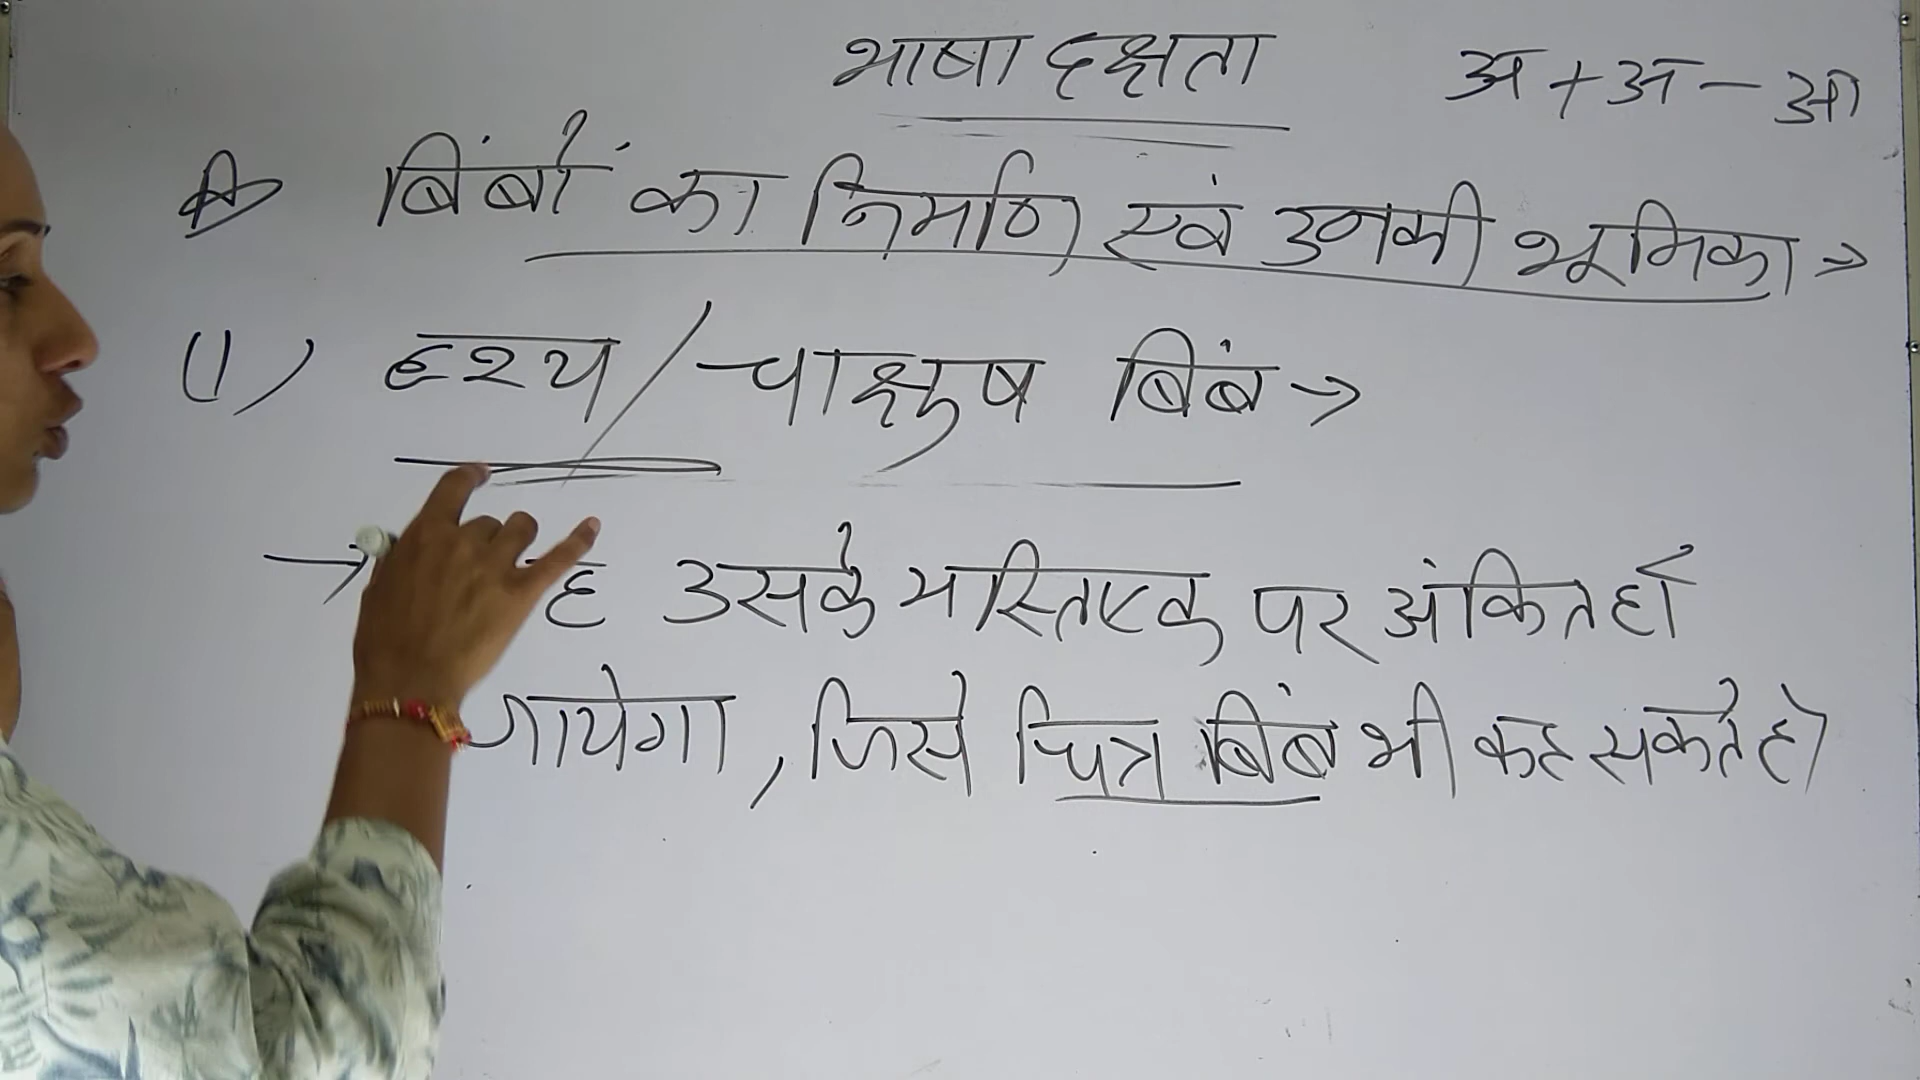 भाषा दक्षता
अ + अ - आ
बिंबों का निर्माण एवं उनकी भूमिका →
(1) दृश्य / चाक्षुष बिंब →
→ उसके मस्तिष्क पर अंकित हो
जायेगा, जिसे चित्र बिंब भी कह सकते है